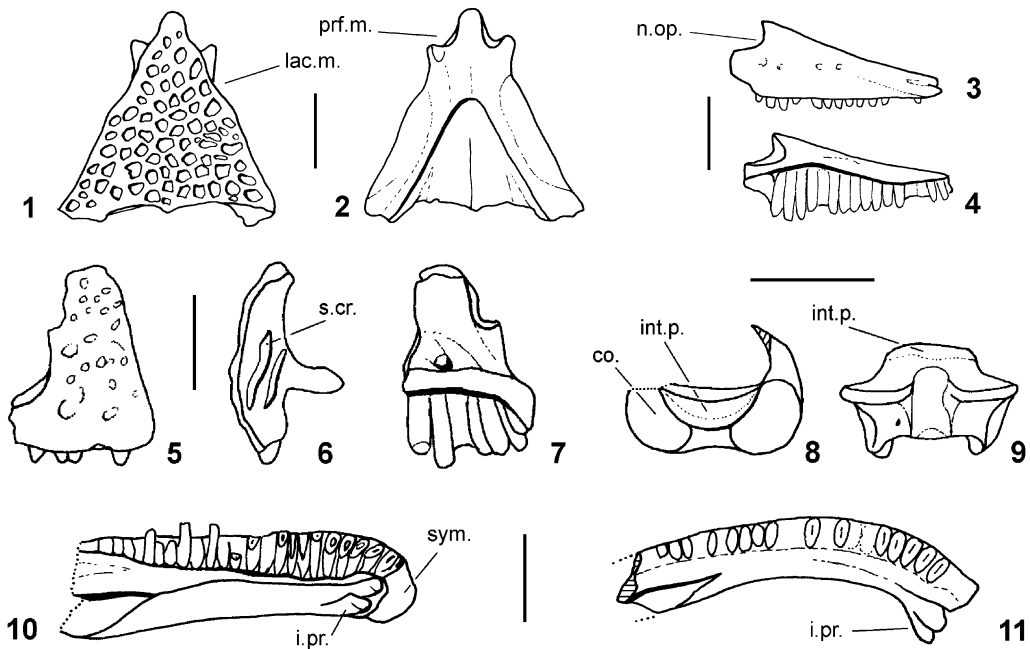 prf.m.
n.op.
lac.m.
3
1
2
4
s.cr.
int.p.
int.p.
co.
5
6
7
8
9
sym.
10
i.pr.
i.pr.
11